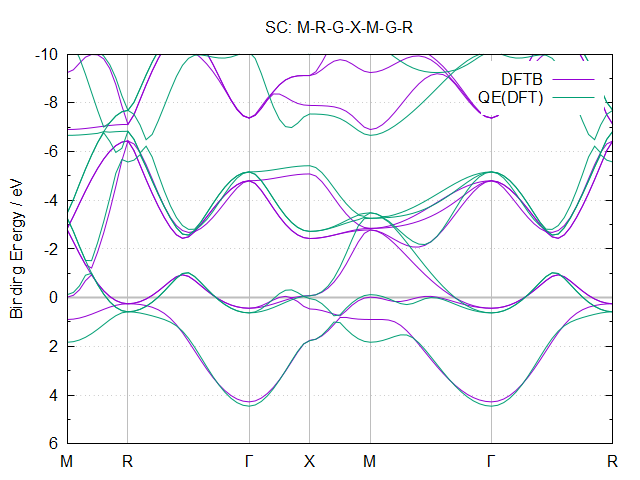 SC: M-R-G-X-M-G-R
-10
-8
-6
-4
-2
0
2
4
6
Binding Energy / eV
DFTB
QE(DFT)
M R Γ X M Γ R